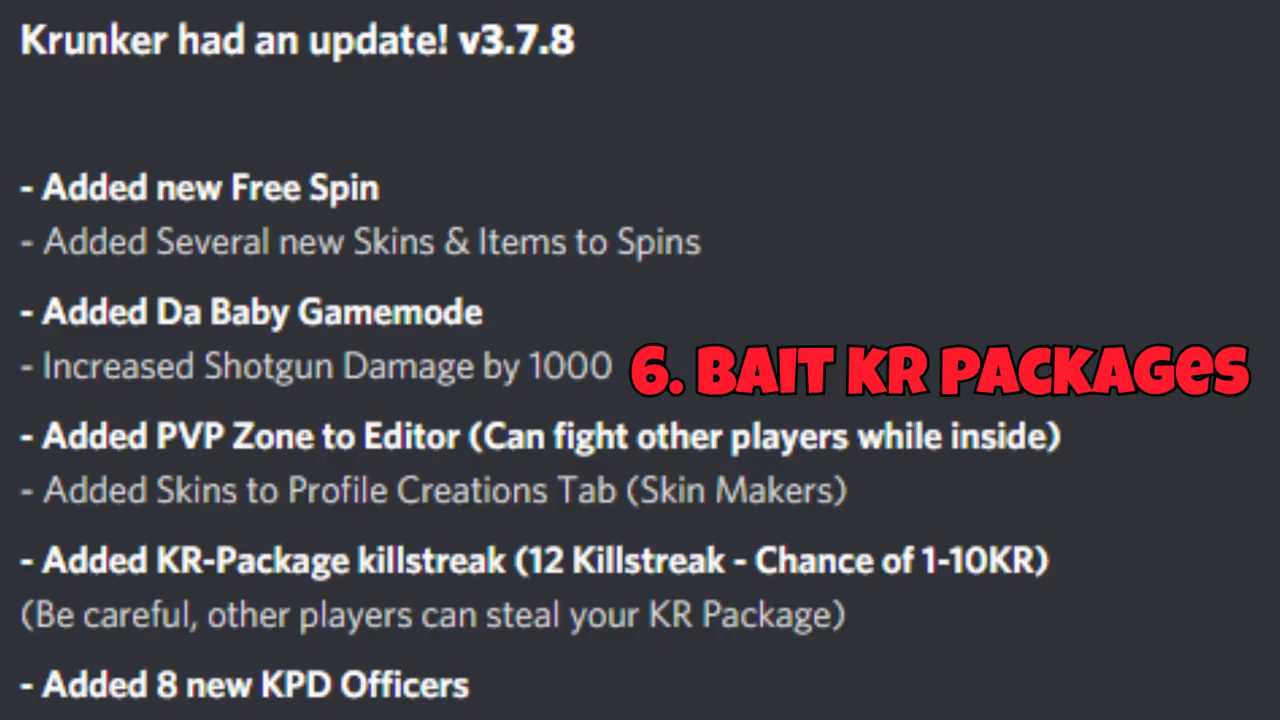 Krunker had an update! v3.7.8
- Added new Free Spin
- Added Several new Skins & Items to Spins
- Added Da Baby Gamemode
- Increased Shotgun Damage by 1000
6. BAIT KR PACKAGES
- Added PVP Zone to Editor (Can fight other players while inside)
- Added Skins to Profile Creations Tab (Skin Makers)
- Added KR-Package killstreak (12 Killstreak - Chance of 1-10KR)
(Be careful, other players can steal your KR Package)
- Added 8 new KPD Officers